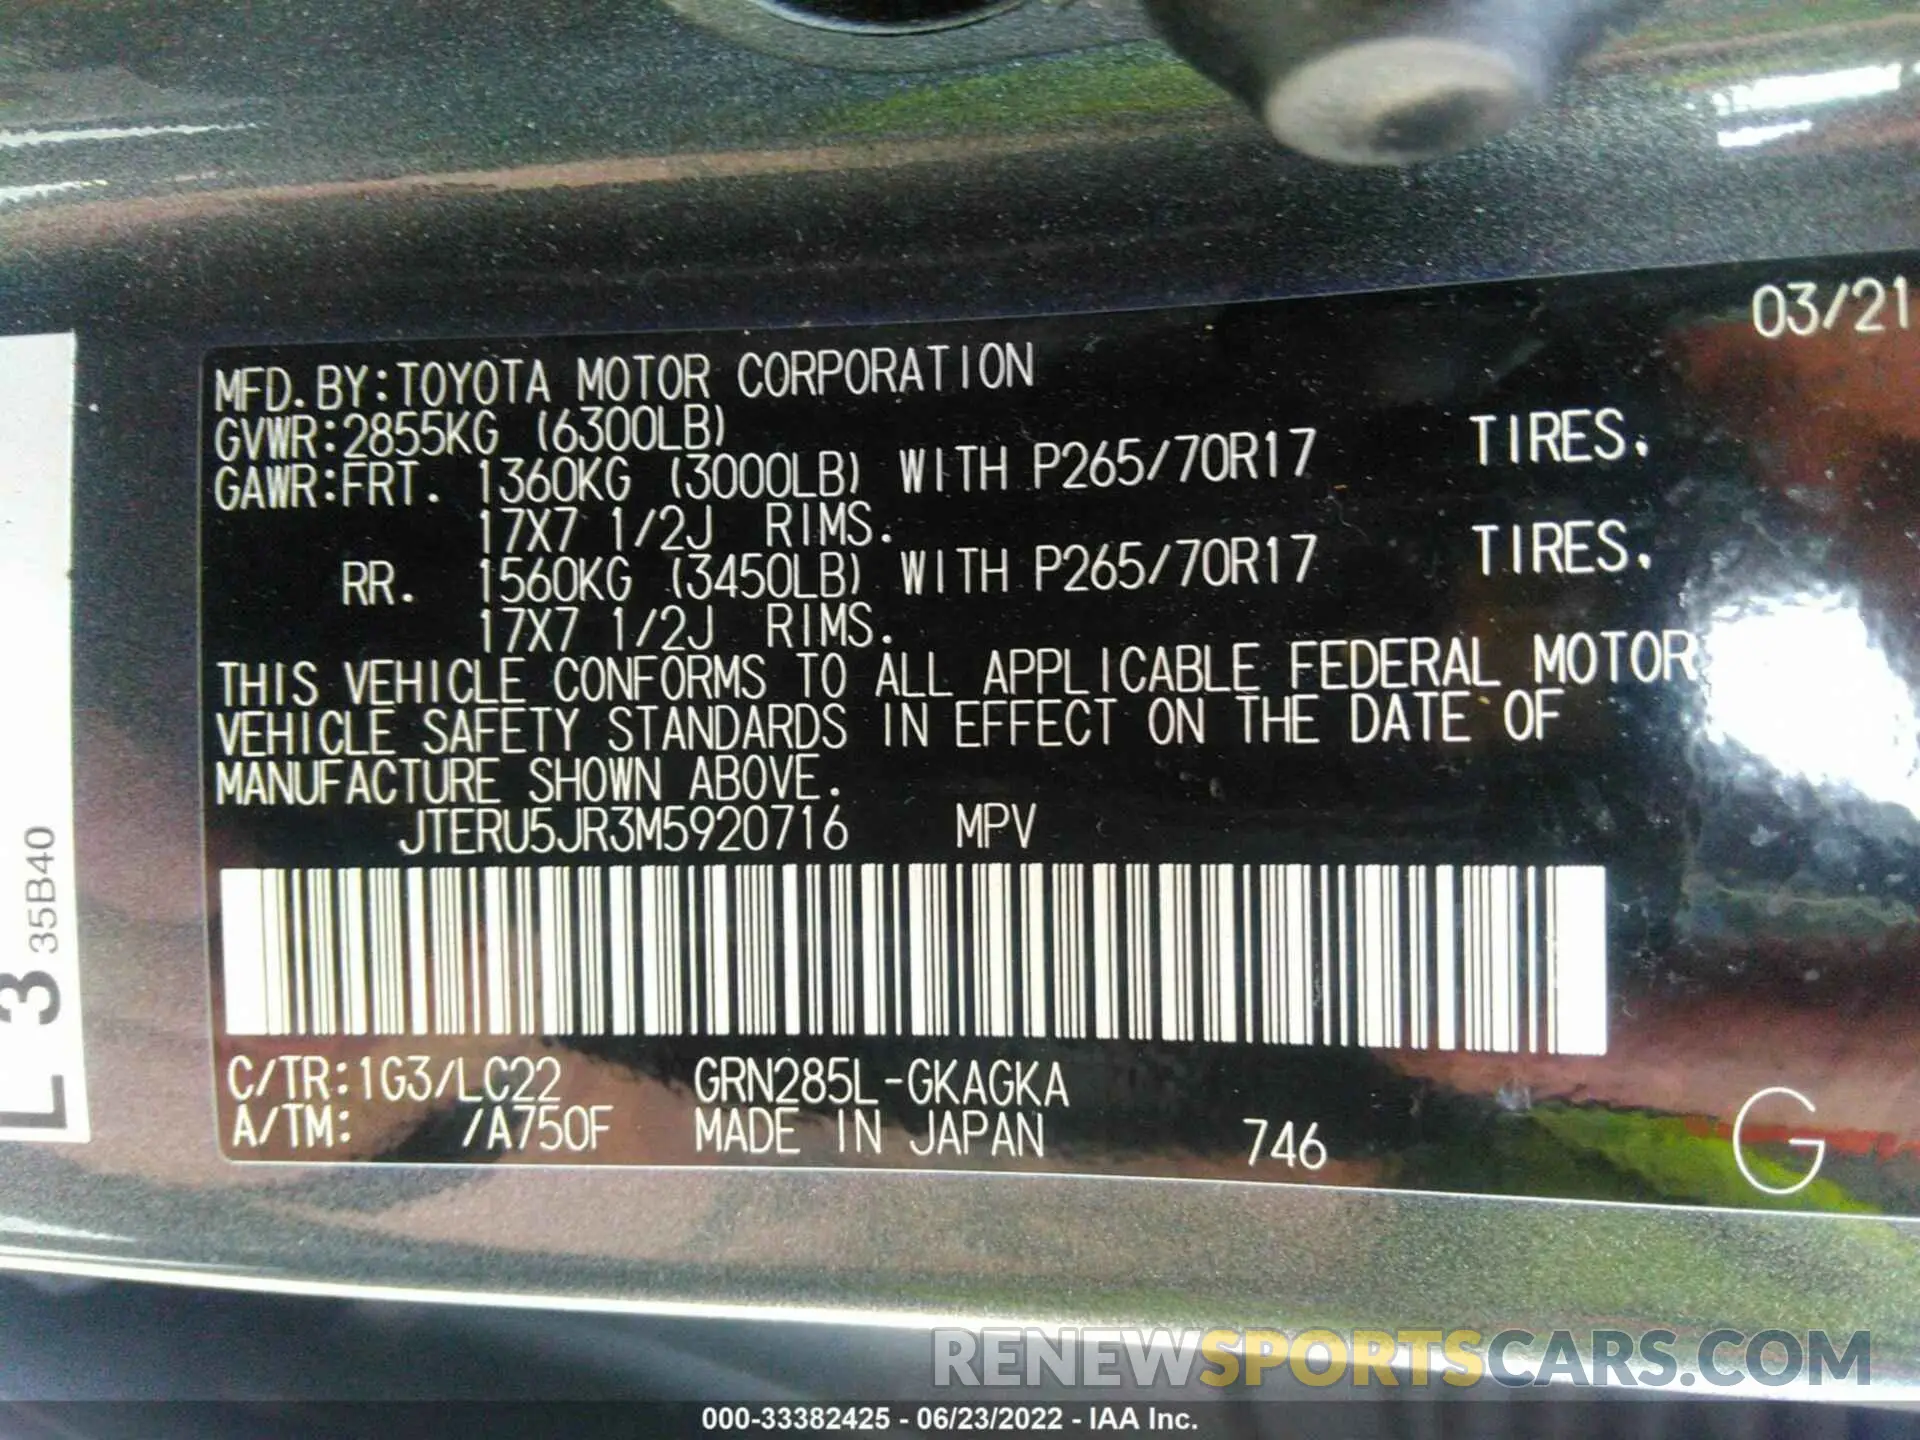 03/21
MFD.BY:TOYOTA MOTOR CORPORATION
GVWR:2855KG (6300LB)
GAWR:FRT. 1360KG (3000LB) WITH P265/70R17 TIRES,
17X7 1/2J RIMS.
RR. 1560KG (3450LB) WITH P265/70R17 TIRES,
17X7 1/2J RIMS.
THIS VEHICLE CONFORMS TO ALL APPLICABLE FEDERAL MOTOR
VEHICLE SAFETY STANDARDS IN EFFECT ON THE DATE OF
MANUFACTURE SHOWN ABOVE.
JTERU5JR3M5920716 MPV
C/TR:1G3/LC22 GRN285L-GKAGKA
A/TM: /A750F MADE IN JAPAN 746 G
L 3
35B40
RENEWSPORTSCARS.COM
000-33382425 - 06/23/2022 - IAA Inc.